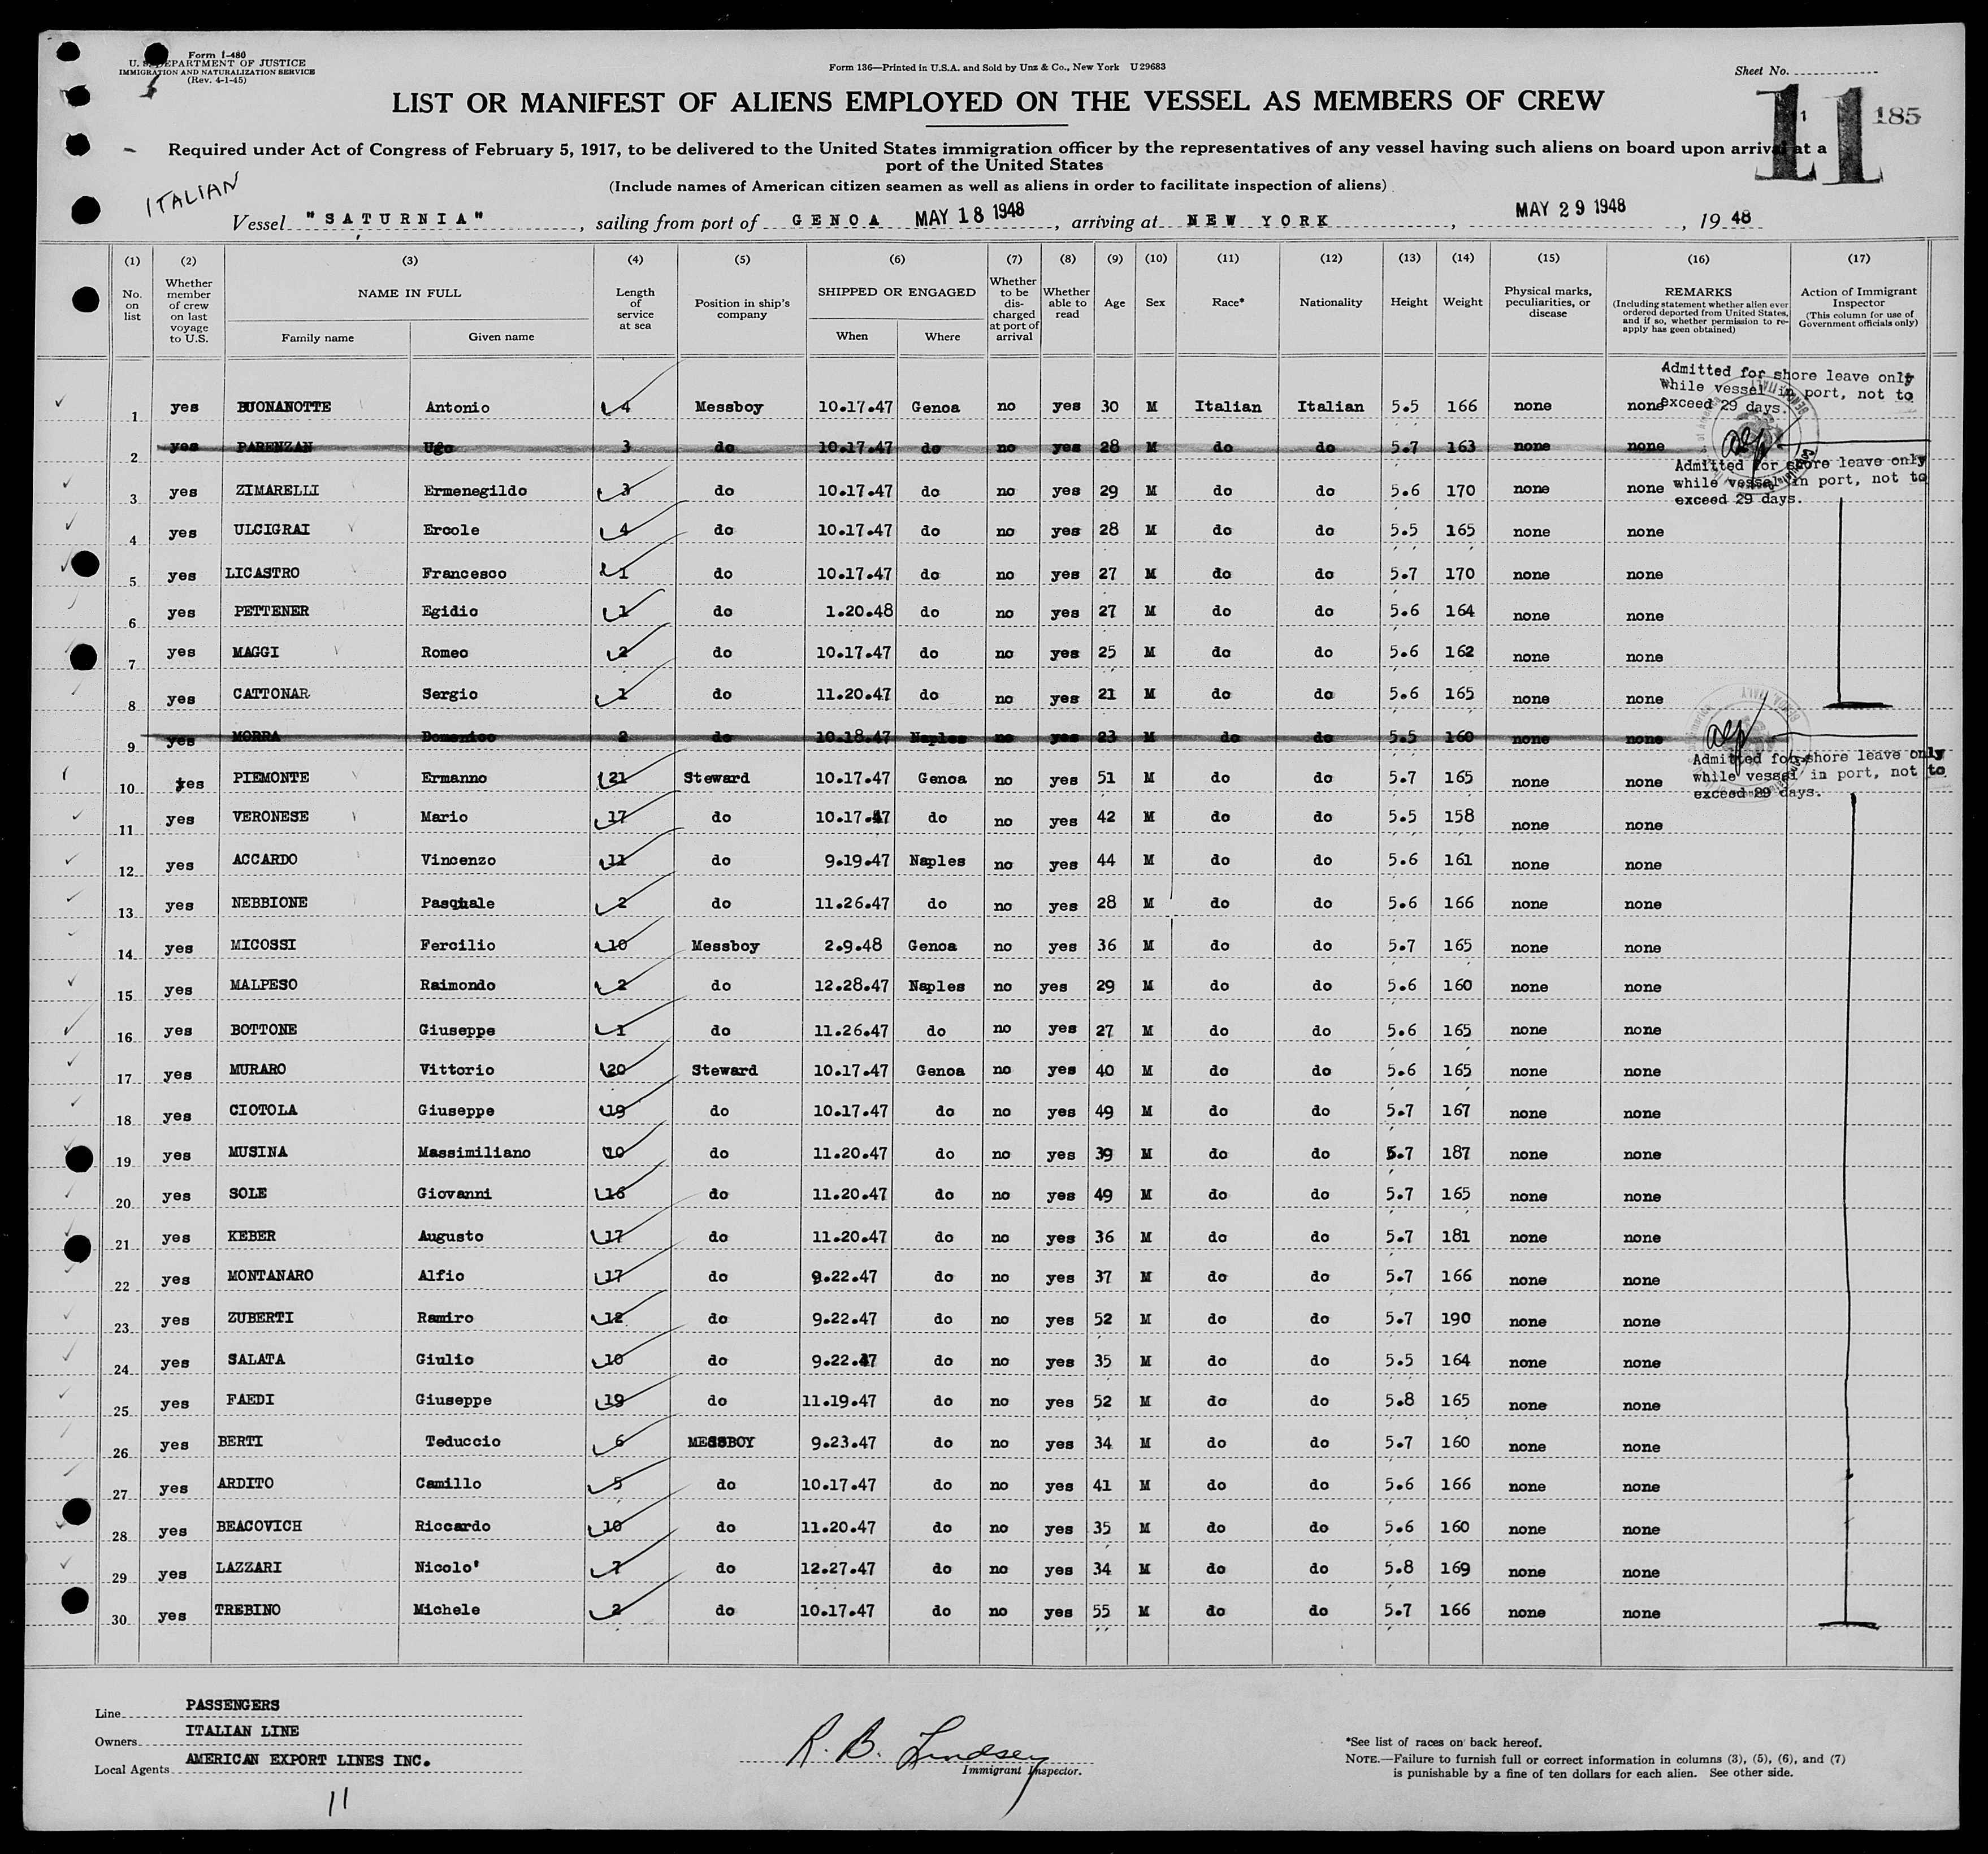 Form I-480
U. S. DEPARTMENT OF JUSTICE
IMMIGRATION AND NATURALIZATION SERVICE
(Rev. 4-1-45)
Form 136—Printed in U.S.A. and Sold by Unz & Co., New York U29683
Sheet No.
LIST OR MANIFEST OF ALIENS EMPLOYED ON THE VESSEL AS MEMBERS OF CREW
11 1 185
Required under Act of Congress of February 5, 1917, to be delivered to the United States immigration officer by the representatives of any vessel having such aliens on board upon arrival at a
port of the United States
(Include names of American citizen seamen as well as aliens in order to facilitate inspection of aliens)
ITALIAN
Vessel "SATURNIA", sailing from port of GENOA MAY 18 1948, arriving at NEW YORK, MAY 29 1948, 19 48
(1) No. on list
(2) Whether member of crew on last voyage to U.S.
(3) NAME IN FULL Family name Given name
(4) Length of service at sea
(5) Position in ship's company
(6) SHIPPED OR ENGAGED When Where
(7) Whether to be discharged at port of arrival
(8) Whether able to read
(9) Age
(10) Sex
(11) Race*
(12) Nationality
(13) Height
(14) Weight
(15) Physical marks, peculiarities, or disease
(16) REMARKS (Including statement whether alien ever ordered deported from United States, and if so, whether permission to re-apply has geen obtained)
(17) Action of Immigrant Inspector (This column for use of Government officials only)
Admitted for shore leave only
while vessel in port, not to
exceed 29 days.
1 yes BUONANOTTE Antonio 4 Messboy 10.17.47 Genoa no yes 30 M Italian Italian 5.5 166 none none
2 yes PARENZAN Ugo 3 do 10.17.47 do no yes 28 M do do 5.7 163 none none
Admitted for shore leave only
while vessel in port, not to
exceed 29 days.
3 yes ZIMARELLI Ermenegildo 3 do 10.17.47 do no yes 29 M do do 5.6 170 none none
4 yes ULCIGRAI Ercole 4 do 10.17.47 do no yes 28 M do do 5.5 165 none none
5 yes LICASTRO Francesco 1 do 10.17.47 do no yes 27 M do do 5.7 170 none none
6 yes PETTENER Egidio 1 do 1.20.48 do no yes 27 M do do 5.6 164 none none
7 yes MAGGI Romeo 2 do 10.17.47 do no yes 25 M do do 5.6 162 none none
8 yes CATTONAR Sergio 1 do 11.20.47 do no yes 21 M do do 5.6 165 none none
9 yes MORRA Domenico 2 do 10.18.47 Naples no yes 23 M do do 5.5 160 none none
Admitted for shore leave only
while vessel in port, not to
exceed 29 days.
10 yes PIEMONTE Ermanno 21 Steward 10.17.47 Genoa no yes 51 M do do 5.7 165 none none
11 yes VERONESE Mario 17 do 10.17.47 do no yes 42 M do do 5.5 158 none none
12 yes ACCARDO Vincenzo 11 do 9.19.47 Naples no yes 44 M do do 5.6 161 none none
13 yes NEBBIONE Pasquale 2 do 11.26.47 do no yes 28 M do do 5.6 166 none none
14 yes MICOSSI Fercilio 10 Messboy 2.9.48 Genoa no yes 36 M do do 5.7 165 none none
15 yes MALPESO Raimondo 2 do 12.28.47 Naples no yes 29 M do do 5.6 160 none none
16 yes BOTTONE Giuseppe 1 do 11.26.47 do no yes 27 M do do 5.6 165 none none
17 yes MURARO Vittorio 20 Steward 10.17.47 Genoa no yes 40 M do do 5.6 165 none none
18 yes CIOTOLA Giuseppe 19 do 10.17.47 do no yes 49 M do do 5.7 167 none none
19 yes MUSINA Massimiliano 10 do 11.20.47 do no yes 39 M do do 5.7 187 none none
20 yes SOLE Giovanni 16 do 11.20.47 do no yes 49 M do do 5.7 165 none none
21 yes KEBER Augusto 17 do 11.20.47 do no yes 36 M do do 5.7 181 none none
22 yes MONTANARO Alfio 17 do 9.22.47 do no yes 37 M do do 5.7 166 none none
23 yes ZUBERTI Ramiro 12 do 9.22.47 do no yes 52 M do do 5.7 190 none none
24 yes SALATA Giulio 10 do 9.22.47 do no yes 35 M do do 5.5 164 none none
25 yes FAEDI Giuseppe 19 do 11.19.47 do no yes 52 M do do 5.8 165 none none
26 yes BERTI Teduccio 6 MESSBOY 9.23.47 do no yes 34 M do do 5.7 160 none none
27 yes ARDITO Camillo 5 do 10.17.47 do no yes 41 M do do 5.6 166 none none
28 yes BEACOVICH Riccardo 10 do 11.20.47 do no yes 35 M do do 5.6 160 none none
29 yes LAZZARI Nicolo' 7 do 12.27.47 do no yes 34 M do do 5.8 169 none none
30 yes TREBINO Michele 2 do 10.17.47 do no yes 55 M do do 5.7 166 none none
Line PASSENGERS
Owners ITALIAN LINE
Local Agents AMERICAN EXPORT LINES INC.
11
R. B. Lindsey
Immigrant Inspector.
*See list of races on back hereof.
NOTE.—Failure to furnish full or correct information in columns (3), (5), (6), and (7)
is punishable by a fine of ten dollars for each alien. See other side.